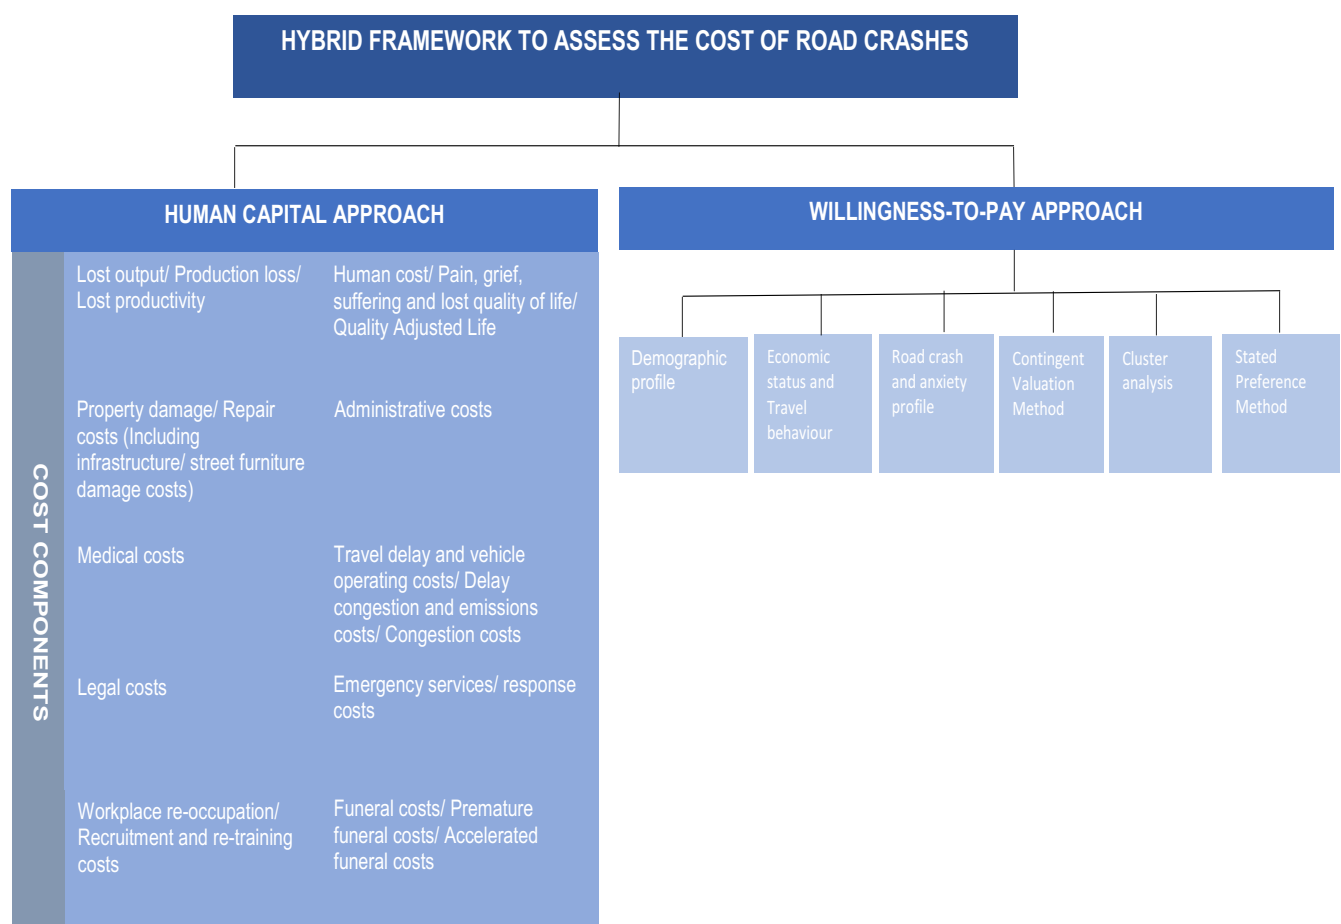 HYBRID FRAMEWORK TO ASSESS THE COST OF ROAD CRASHES
HUMAN CAPITAL APPROACH
COST COMPONENTS
Lost output/ Production loss/
Lost productivity
Human cost/ Pain, grief,
suffering and lost quality of life/
Quality Adjusted Life
Property damage/ Repair
costs (Including
infrastructure/ street furniture
damage costs)
Administrative costs
Medical costs
Travel delay and vehicle
operating costs/ Delay
congestion and emissions
costs/ Congestion costs
Legal costs
Emergency services/ response
costs
Workplace re-occupation/
Recruitment and re-training
costs
Funeral costs/ Premature
funeral costs/ Accelerated
funeral costs
WILLINGNESS-TO-PAY APPROACH
Demographic
profile
Economic
status and
Travel
behaviour
Road crash
and anxiety
profile
Contingent
Valuation
Method
Cluster
analysis
Stated
Preference
Method